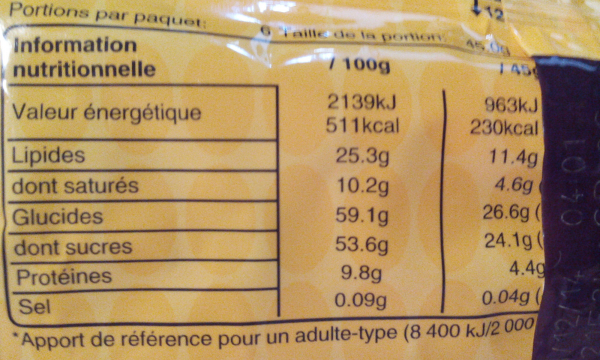 Portions par paquet: 6 Taille de la portion: 45.0g
Information nutritionnelle / 100g / 45g
Valeur énergétique 2139kJ 963kJ
511kcal 230kcal
Lipides 25.3g 11.4g
dont saturés 10.2g 4.6g
Glucides 59.1g 26.6g (
dont sucres 53.6g 24.1g (
Protéines 9.8g 4.4g
Sel 0.09g 0.04g (
*Apport de référence pour un adulte-type (8 400 kJ/2 000